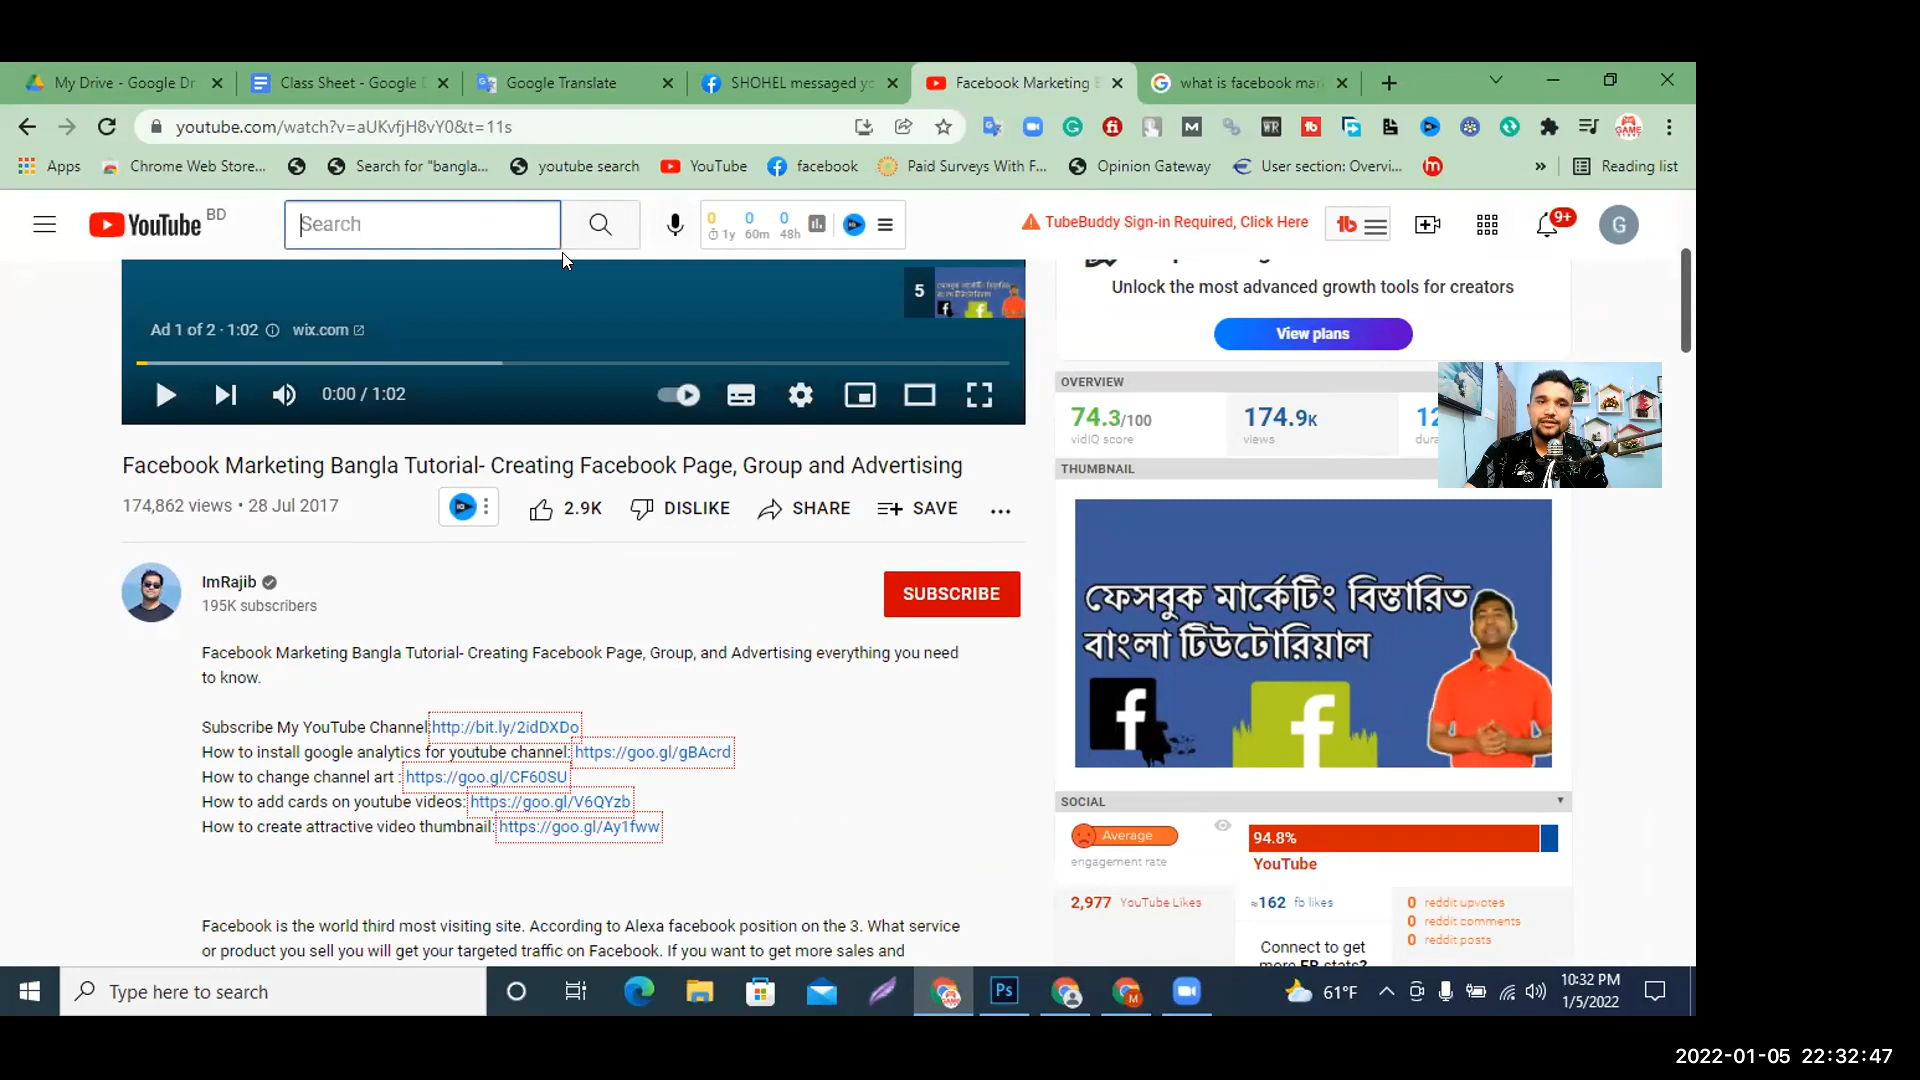 My Drive - Google Dr
Class Sheet - Google D
Google Translate
SHOHEL messaged yo
Facebook Marketing B
what is facebook mar
youtube.com/watch?v=aUKvfjH8vY0&t=11s
Apps
Chrome Web Store...
Search for "bangla...
youtube search
YouTube
facebook
Paid Surveys With F...
Opinion Gateway
User section: Overvi...
Reading list
YouTube BD
Search
0 1y
0 60m
0 48h
TubeBuddy Sign-in Required, Click Here
9+
G
5
Ad 1 of 2 · 1:02
wix.com
0:00 / 1:02
Unlock the most advanced growth tools for creators
View plans
Facebook Marketing Bangla Tutorial- Creating Facebook Page, Group and Advertising
174,862 views • 28 Jul 2017
2.9K
DISLIKE
SHARE
SAVE
ImRajib
195K subscribers
SUBSCRIBE
Facebook Marketing Bangla Tutorial- Creating Facebook Page, Group, and Advertising everything you need
to know.
Subscribe My YouTube Channel:http://bit.ly/2idDXDo
How to install google analytics for youtube channel: https://goo.gl/gBAcrd
How to change channel art : https://goo.gl/CF60SU
How to add cards on youtube videos: https://goo.gl/V6QYzb
How to create attractive video thumbnail: https://goo.gl/Ay1fww
Facebook is the world third most visiting site. According to Alexa facebook position on the 3. What service
or product you sell you will get your targeted traffic on Facebook. If you want to get more sales and
OVERVIEW
74.3/100
vidIQ score
174.9K
views
THUMBNAIL
ফেসবুক মার্কেটিং বিস্তারিত
বাংলা টিউটোরিয়াল
SOCIAL
Average
engagement rate
94.8%
YouTube
2,977 YouTube Likes
≈162 fb likes
0 reddit upvotes
0 reddit comments
0 reddit posts
Connect to get
more FB stats?
Type here to search
Ps
M
61°F
10:32 PM
1/5/2022
2022-01-05 22:32:47